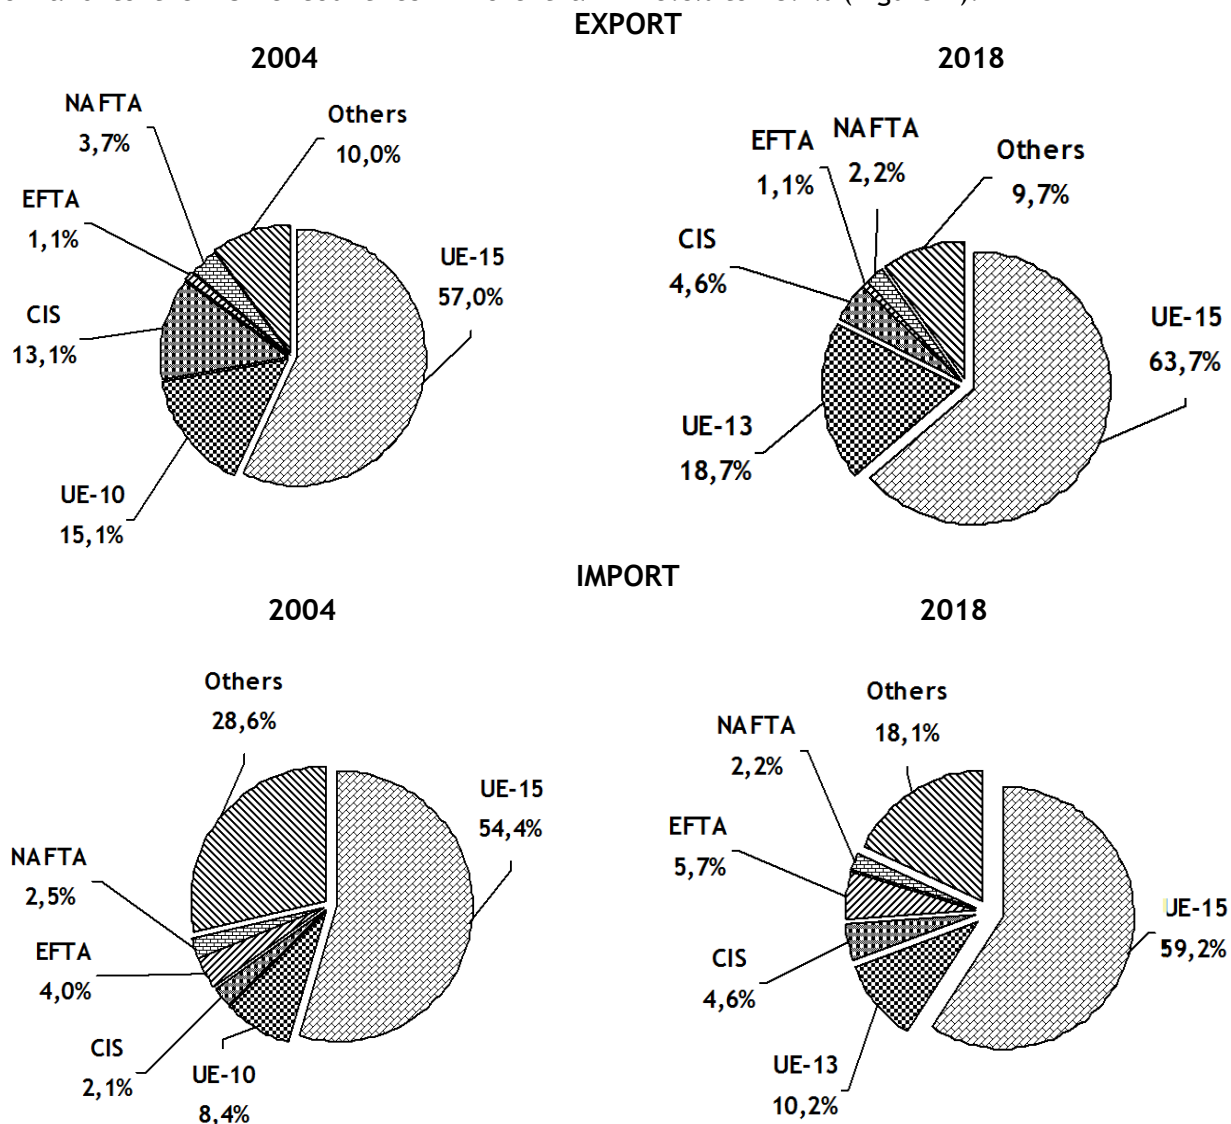 EXPORT
2004
2018
NAFTA
3,7%
Others
10,0%
EFTA
1,1%
UE-15
57,0%
CIS
13,1%
UE-10
15,1%
EFTA
1,1%
NAFTA
2,2%
Others
9,7%
CIS
4,6%
UE-15
63,7%
UE-13
18,7%
IMPORT
2004
2018
Others
28,6%
UE-15
54,4%
NAFTA
2,5%
EFTA
4,0%
CIS
2,1%
UE-10
8,4%
Others
18,1%
NAFTA
2,2%
EFTA
5,7%
UE-15
59,2%
CIS
4,6%
UE-13
10,2%